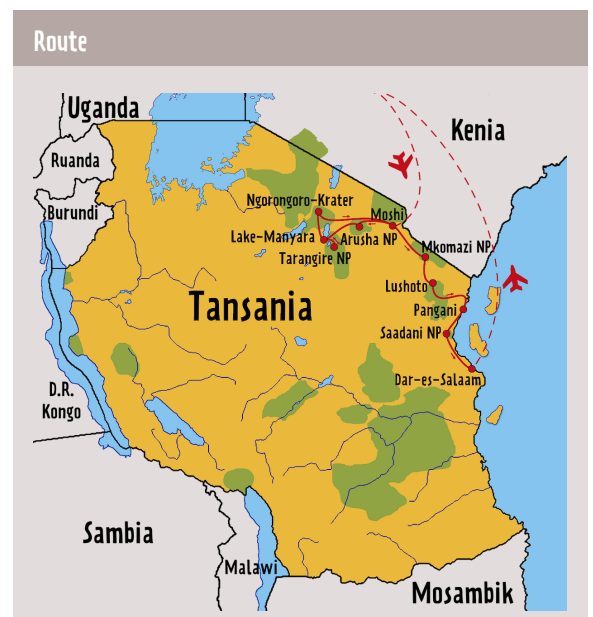 Route
Uganda
Kenia
Ruanda
Ngorongoro-Krater
Burundi
Moshi
Lake-Manyara
Arusha NP
Mkomazi NP
Tarangire NP
Lushoto
Tansania
Pangani
Saadani NP
Dar-es-Salaam
D.R.
Kongo
Sambia
Malawi
Mosambik